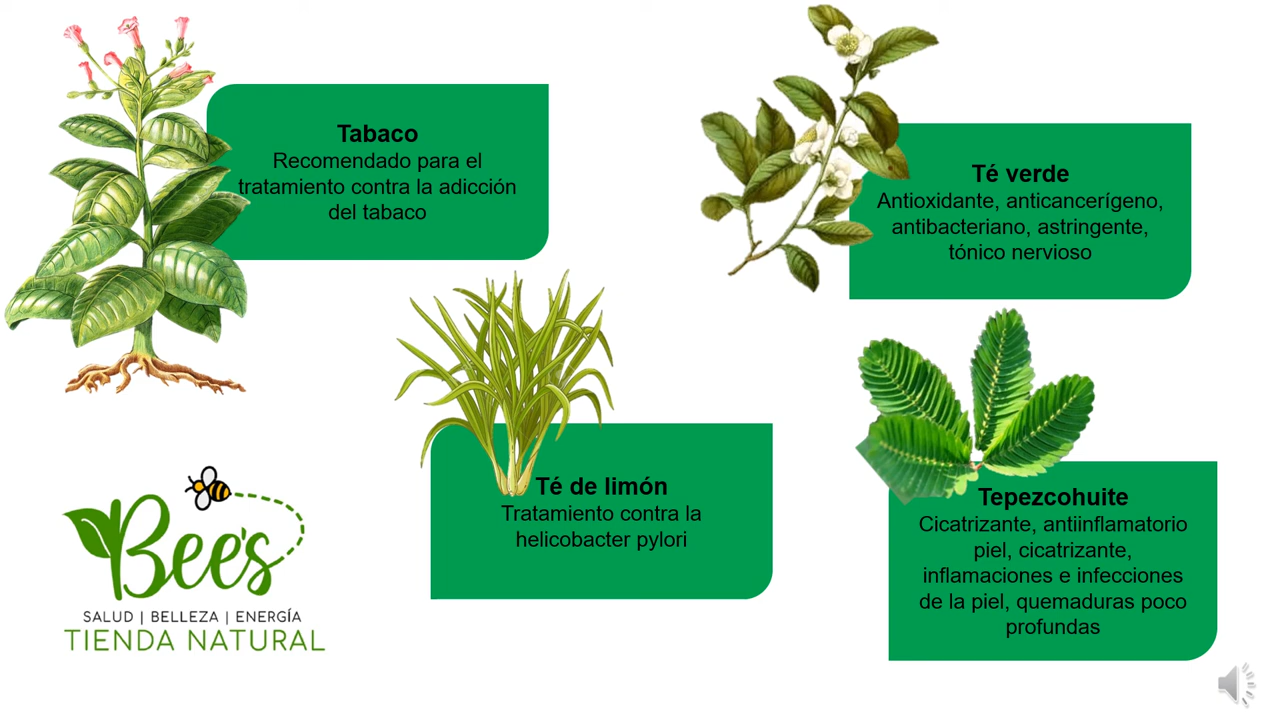 Tabaco
Recomendado para el
tratamiento contra la adicción
del tabaco
Té verde
Antioxidante, anticancerígeno,
antibacteriano, astringente,
tónico nervioso
Té de limón
Tratamiento contra la
helicobacter pylori
Tepezcohuite
Cicatrizante, antiinflamatorio
piel, cicatrizante,
inflamaciones e infecciones
de la piel, quemaduras poco
profundas
Bee's
SALUD | BELLEZA | ENERGÍA
TIENDA NATURAL